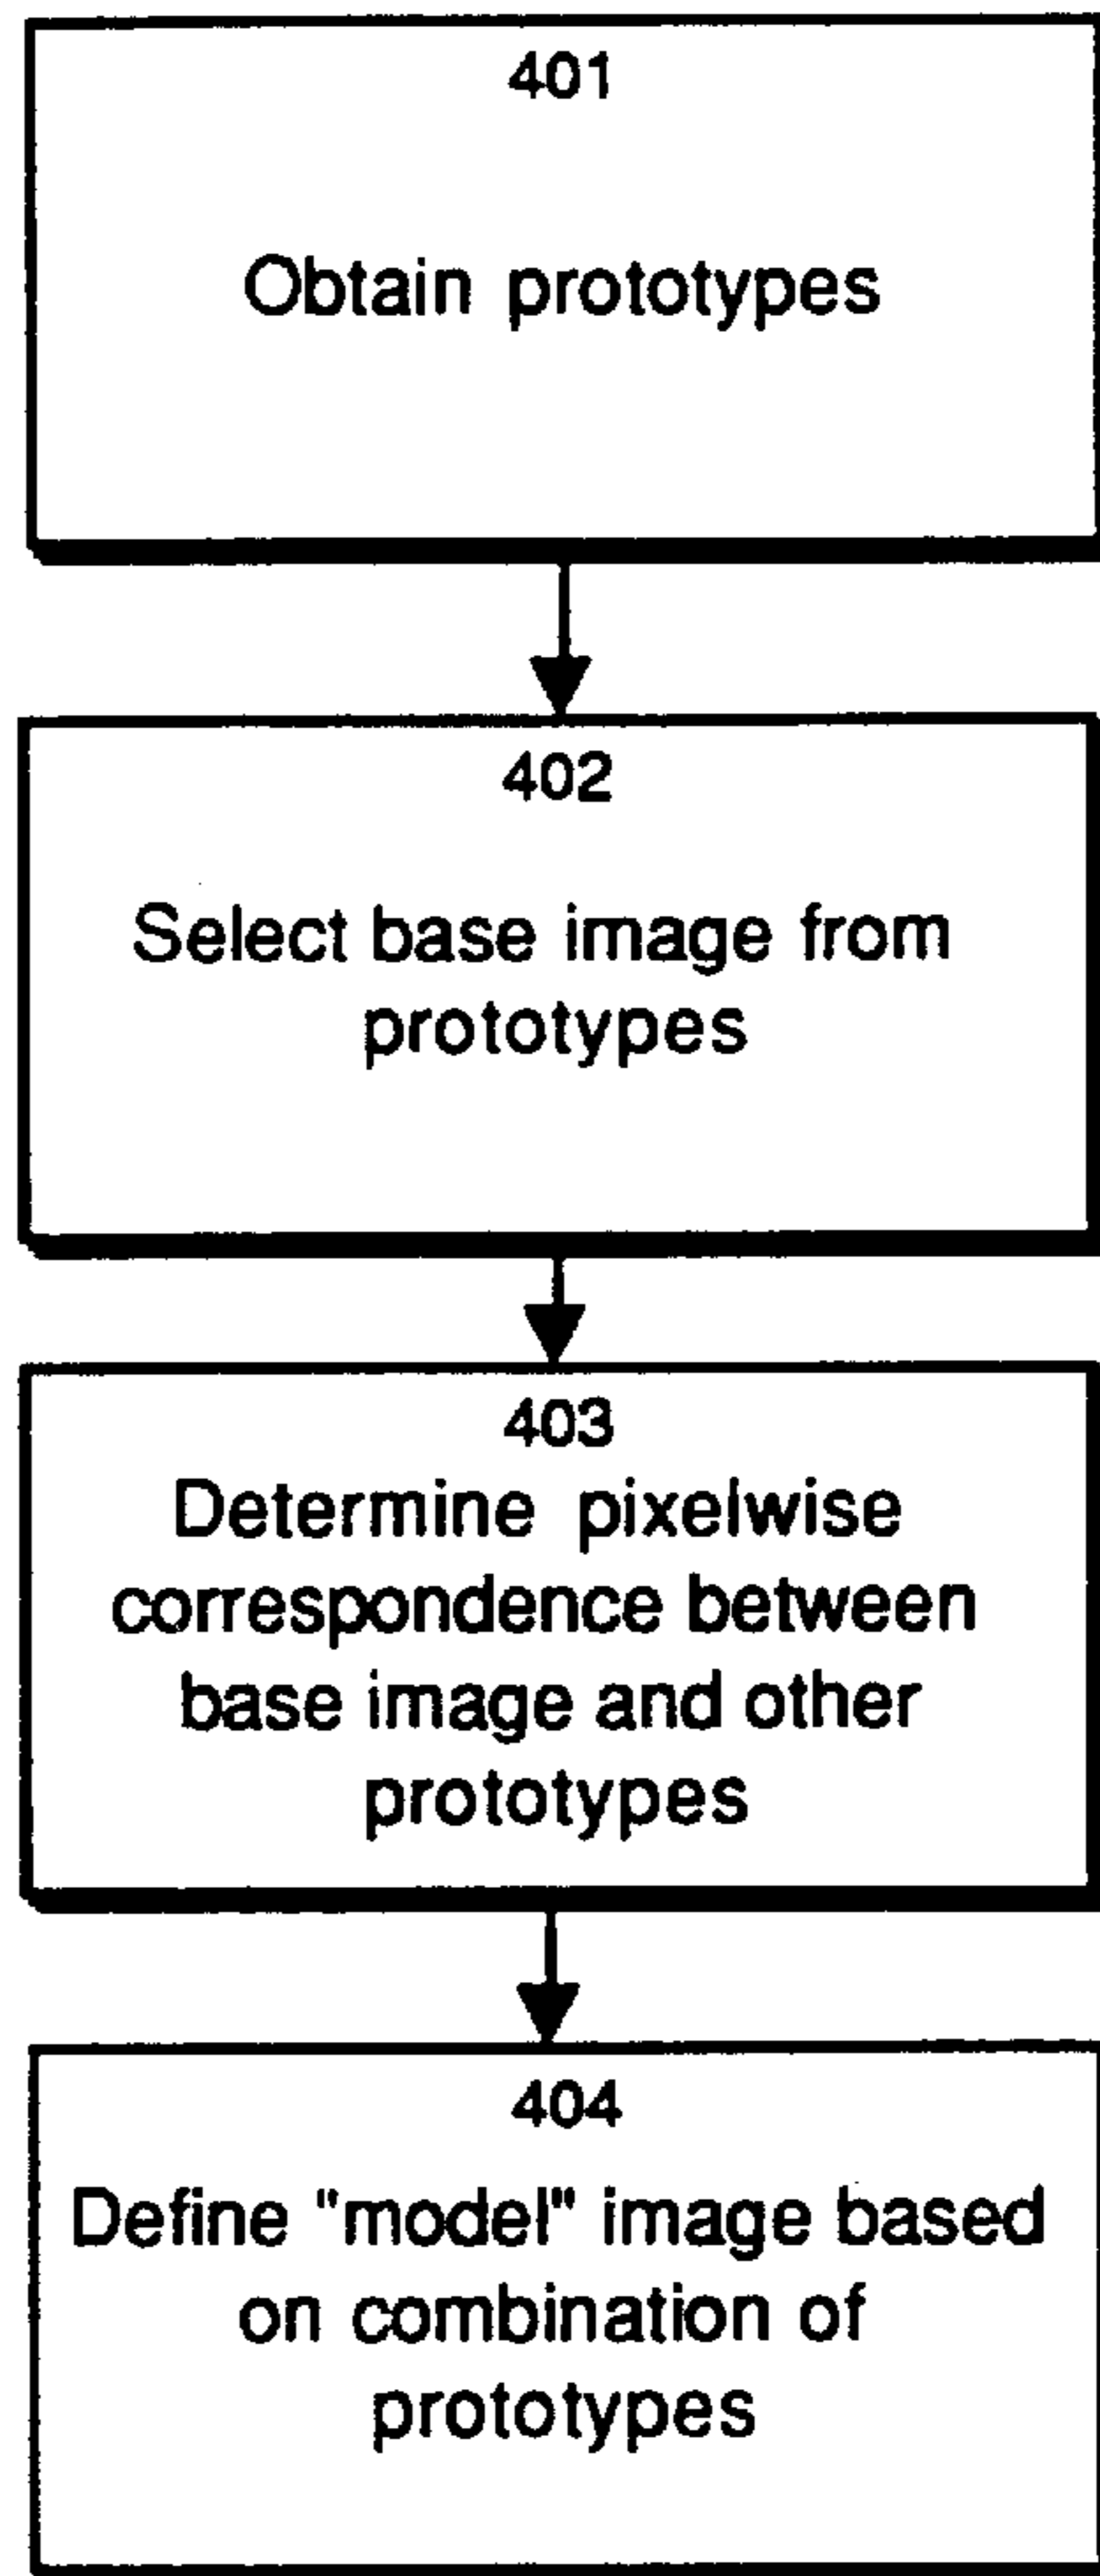 401
Obtain prototypes
402
Select base image from
prototypes
403
Determine pixelwise
correspondence between
base image and other
prototypes
404
Define "model" image based
on combination of
prototypes